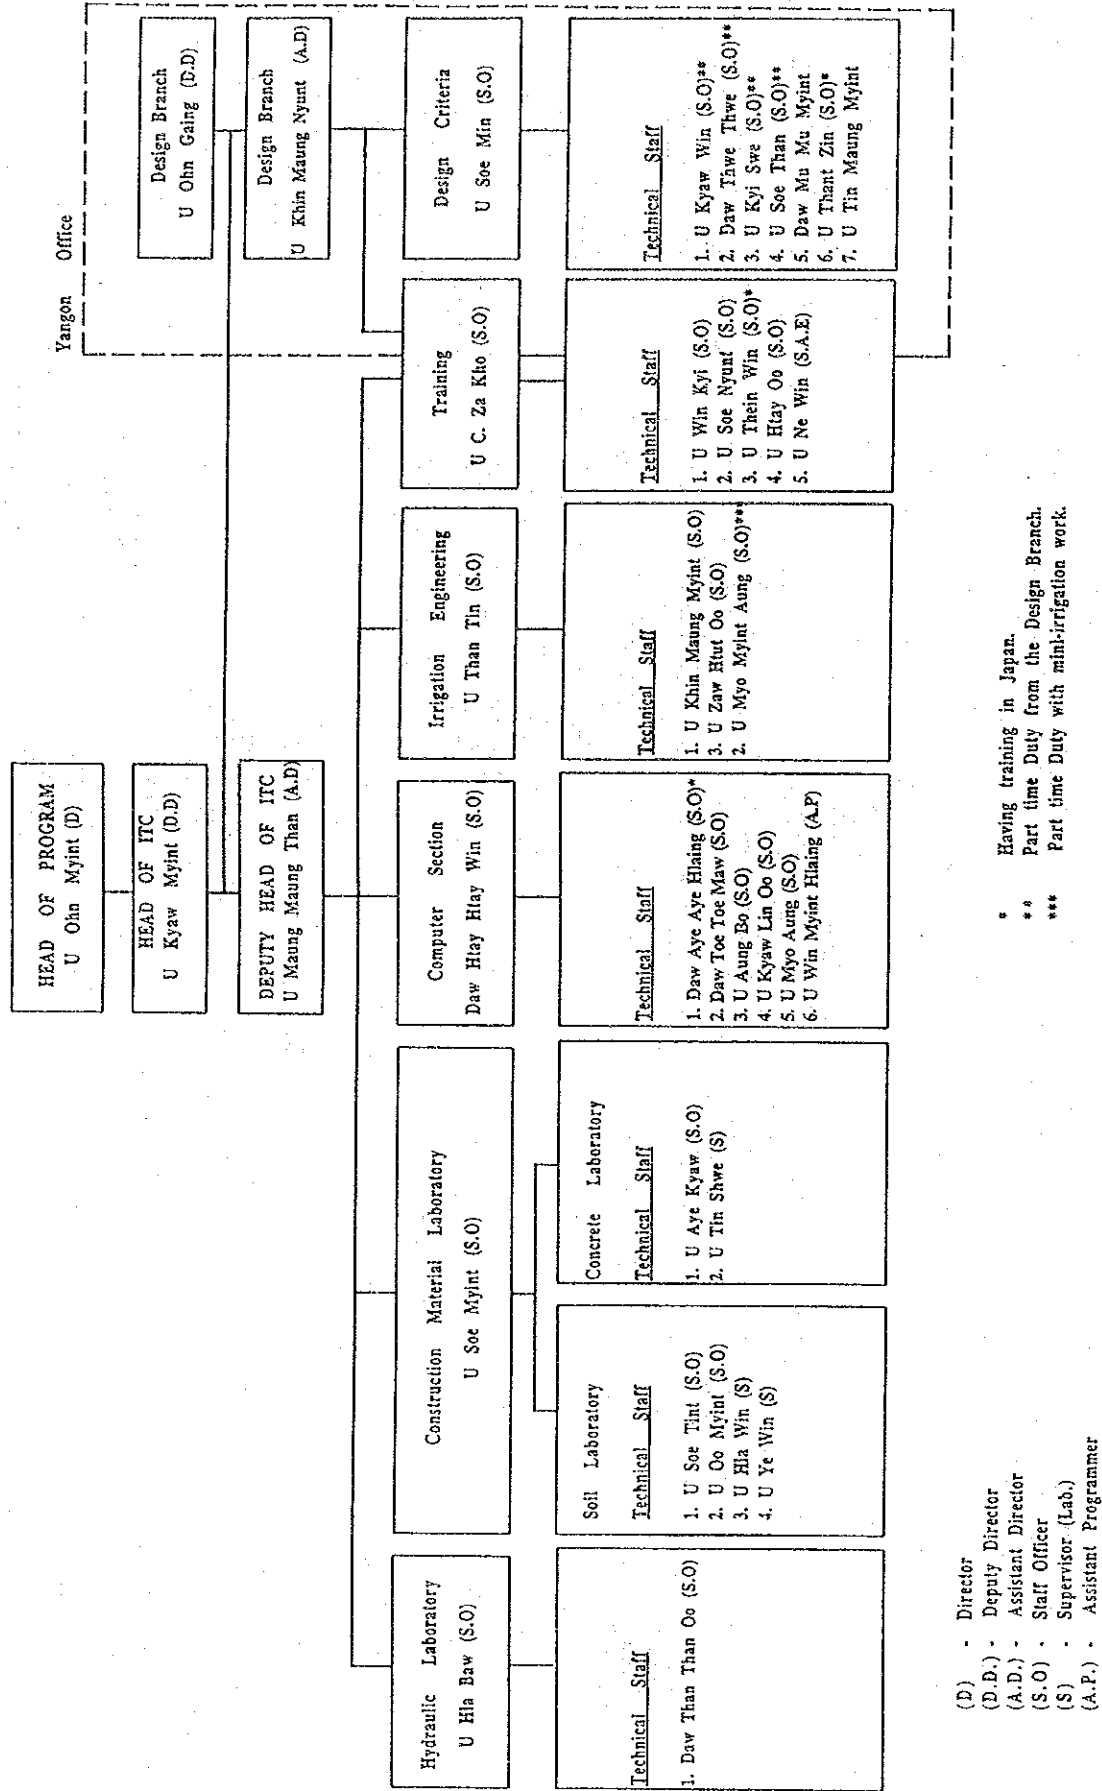 HEAD OF PROGRAM
U Ohn Myint (D)
HEAD OF ITC
U Kyaw Myint (D.D)
DEPUTY HEAD OF ITC
U Maung Maung Than (A.D)
Yangon Office
Design Branch
U Ohn Gaing (D.D)
Design Branch
U Khin Maung Nyunt (A.D)
Hydraulic Laboratory
U Hla Baw (S.O)
Construction Material Laboratory
U Soe Myint (S.O)
Computer Section
Daw Htay Htay Win (S.O)
Irrigation Engineering
U Than Tin (S.O)
Training
U C. Za Kho (S.O)
Design Criteria
U Soe Min (S.O)
Technical Staff
1. Daw Than Than Oo (S.O)
Soil Laboratory
Technical Staff
1. U Soe Tint (S.O)
2. U Oo Myint (S.O)
3. U Hla Win (S)
4. U Ye Win (S)
Concrete Laboratory
Technical Staff
1. U Aye Kyaw (S.O)
2. U Tin Shwe (S)
Technical Staff
1. Daw Aye Aye Hlaing (S.O)*
2. Daw Toe Toe Maw (S.O)
3. U Aung Bo (S.O)
4. U Kyaw Lin Oo (S.O)
5. U Myo Aung (S.O)
6. U Win Myint Hlaing (A.P)
Technical Staff
1. U Khin Maung Myint (S.O)
3. U Zaw Htut Oo (S.O)
2. U Myo Myint Aung (S.O)***
Technical Staff
1. U Win Kyi (S.O)
2. U Soe Nyunt (S.O)
3. U Thein Win (S.O)*
4. U Htay Oo (S.O)
5. U Ne Win (S.A.E)
Technical Staff
1. U Kyaw Win (S.O)**
2. Daw Thwe Thwe (S.O)**
3. U Kyi Swe (S.O)**
4. U Soe Than (S.O)**
5. Daw Mu Mu Myint
6. U Thant Zin (S.O)*
7. U Tin Maung Myint
(D) - Director
(D.D.) - Deputy Director
(A.D.) - Assistant Director
(S.O) - Staff Officer
(S) - Supervisor (Lab.)
(A.P.) - Assistant Programmer
* Having training in Japan.
** Part time Duty from the Design Branch.
*** Part time Duty with mini-irrigation work.